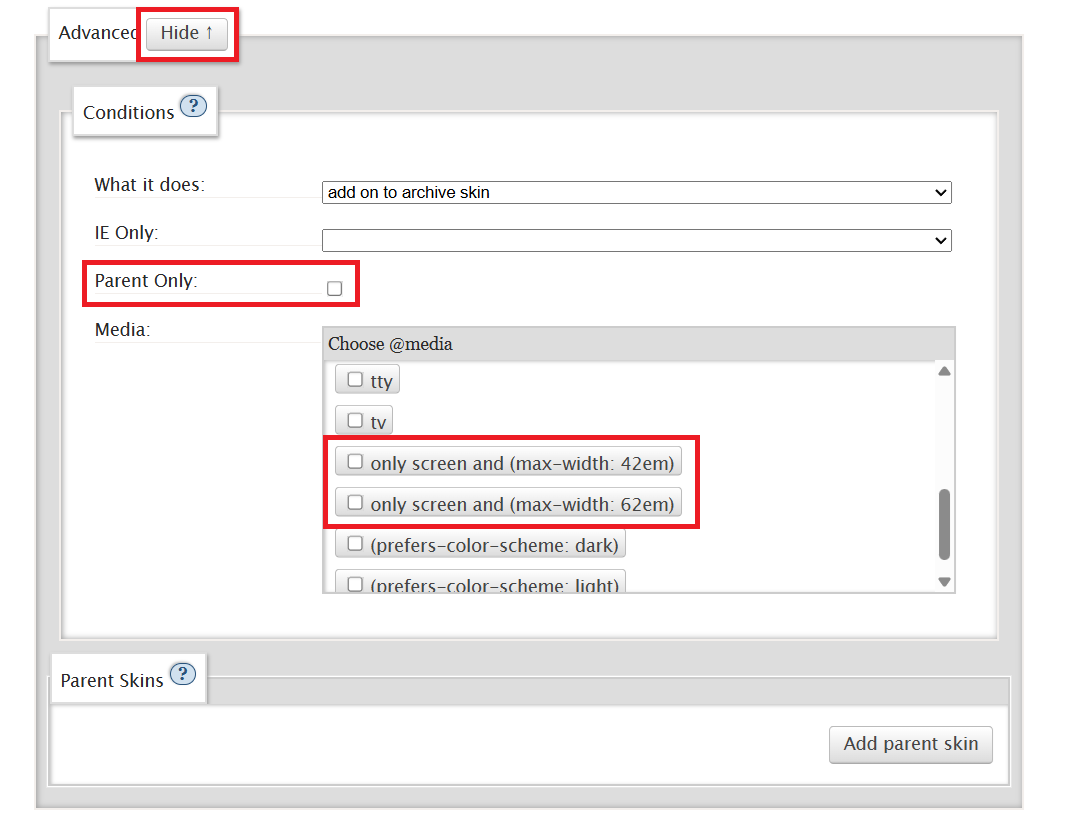 Advanced Hide ↑
Conditions ?
What it does: add on to archive skin
IE Only:
Parent Only:
Media:
Choose @media
tty
tv
only screen and (max-width: 42em)
only screen and (max-width: 62em)
(prefers-color-scheme: dark)
(prefers-color-scheme: light)
Parent Skins ?
Add parent skin